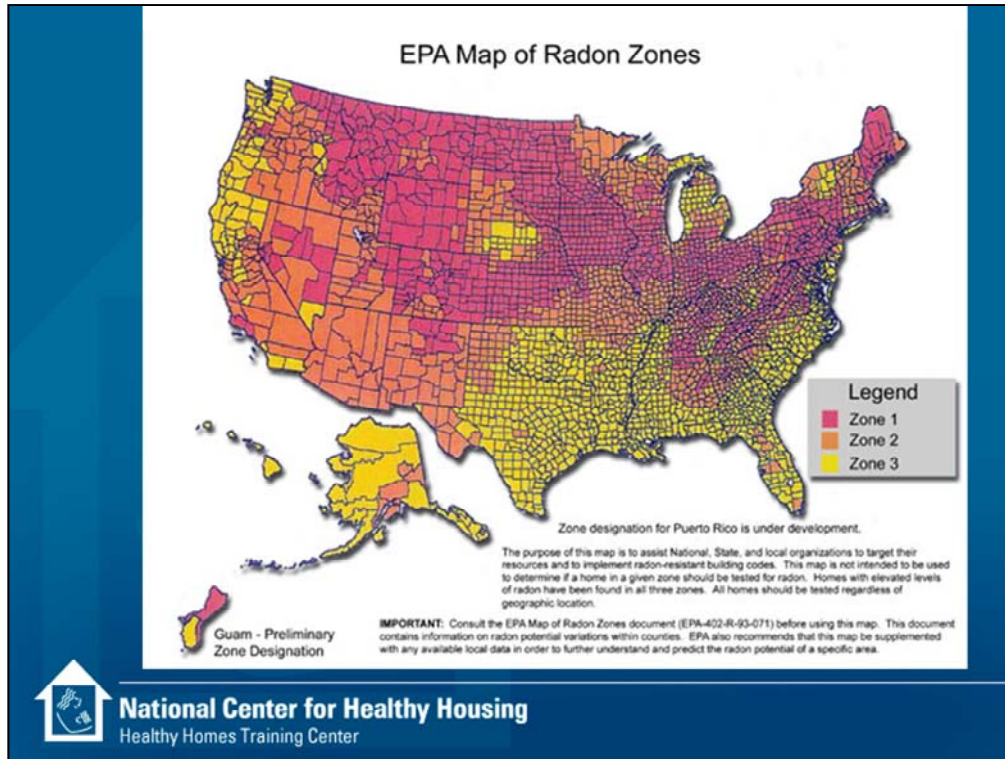 EPA Map of Radon Zones
Legend
Zone 1
Zone 2
Zone 3
Zone designation for Puerto Rico is under development.
The purpose of this map is to assist National, State, and local organizations to target their
resources and to implement radon-resistant building codes. This map is not intended to be used
to determine if a home in a given zone should be tested for radon. Homes with elevated levels
of radon have been found in all three zones. All homes should be tested regardless of
geographic location.
IMPORTANT: Consult the EPA Map of Radon Zones document (EPA-402-R-93-071) before using this map. This document
contains information on radon potential variations within counties. EPA also recommends that this map be supplemented
with any available local data in order to further understand and predict the radon potential of a specific area.
Guam - Preliminary
Zone Designation
National Center for Healthy Housing
Healthy Homes Training Center